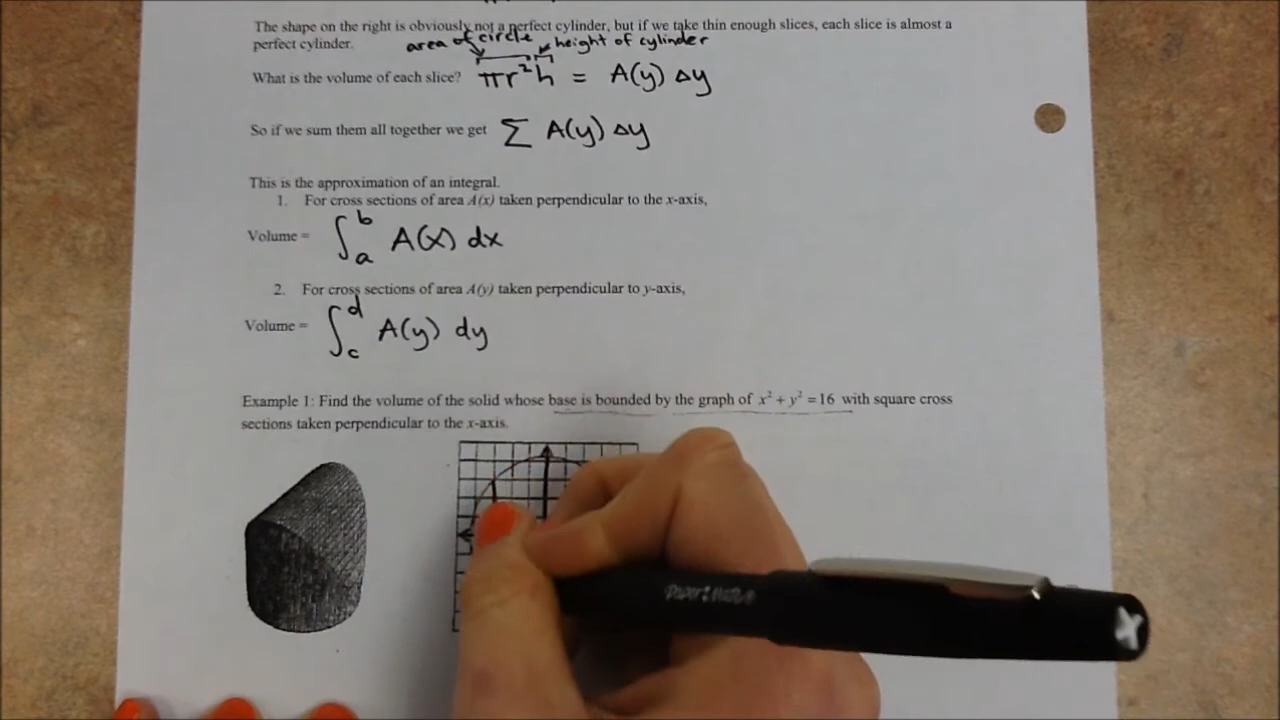 The shape on the right is obviously not a perfect cylinder, but if we take thin enough slices, each slice is almost a
perfect cylinder.
area of circle
height of cylinder
What is the volume of each slice? πr²h = A(y) Δy
So if we sum them all together we get Σ A(y) Δy
This is the approximation of an integral.
1. For cross sections of area A(x) taken perpendicular to the x-axis,
Volume = ∫_a^b A(x) dx
2. For cross sections of area A(y) taken perpendicular to y-axis,
Volume = ∫_c^d A(y) dy
Example 1: Find the volume of the solid whose base is bounded by the graph of x² + y² = 16 with square cross
sections taken perpendicular to the x-axis.